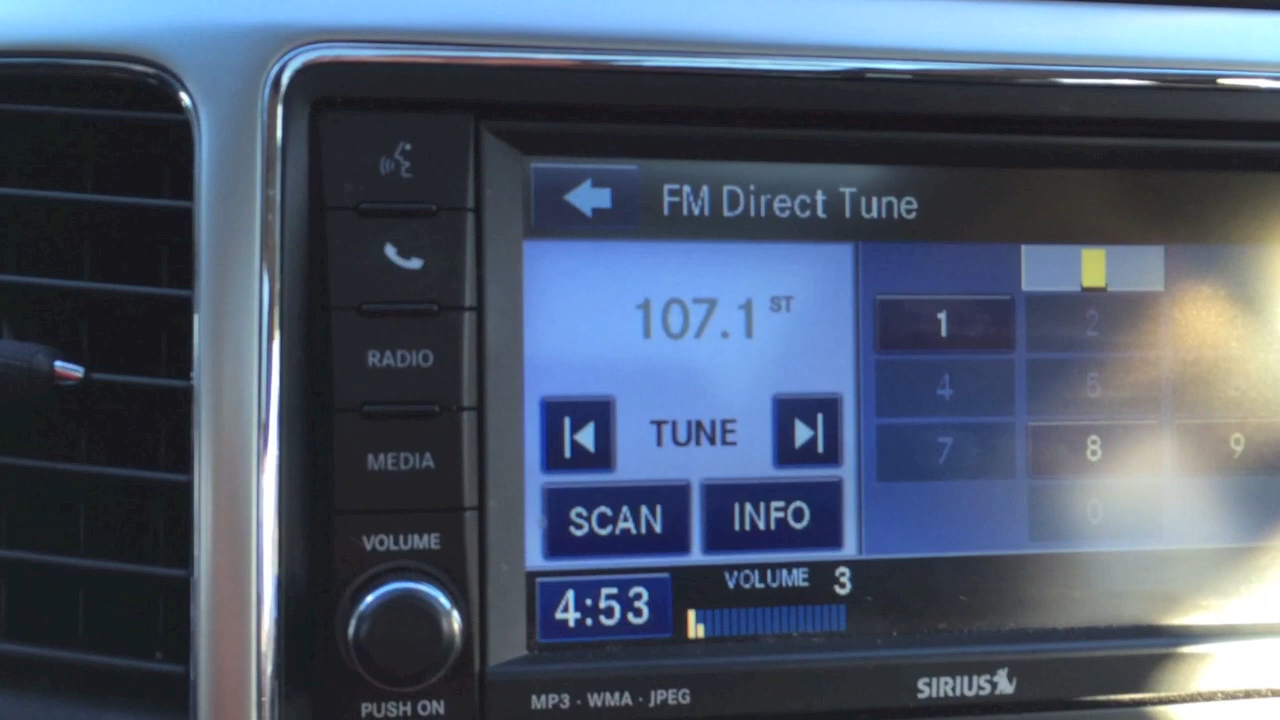 FM Direct Tune
107.1 ST
1 2
4 5
7 8 9
0
TUNE
SCAN INFO
4:53 VOLUME 3
RADIO
MEDIA
VOLUME
PUSH ON
MP3 · WMA · JPEG
SIRIUS